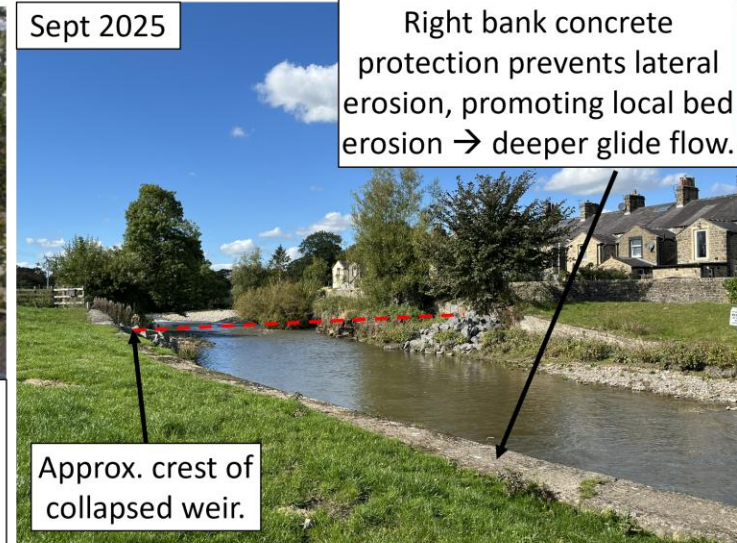 Sept 2025
Right bank concrete
protection prevents lateral
erosion, promoting local bed
erosion → deeper glide flow.
Approx. crest of
collapsed weir.